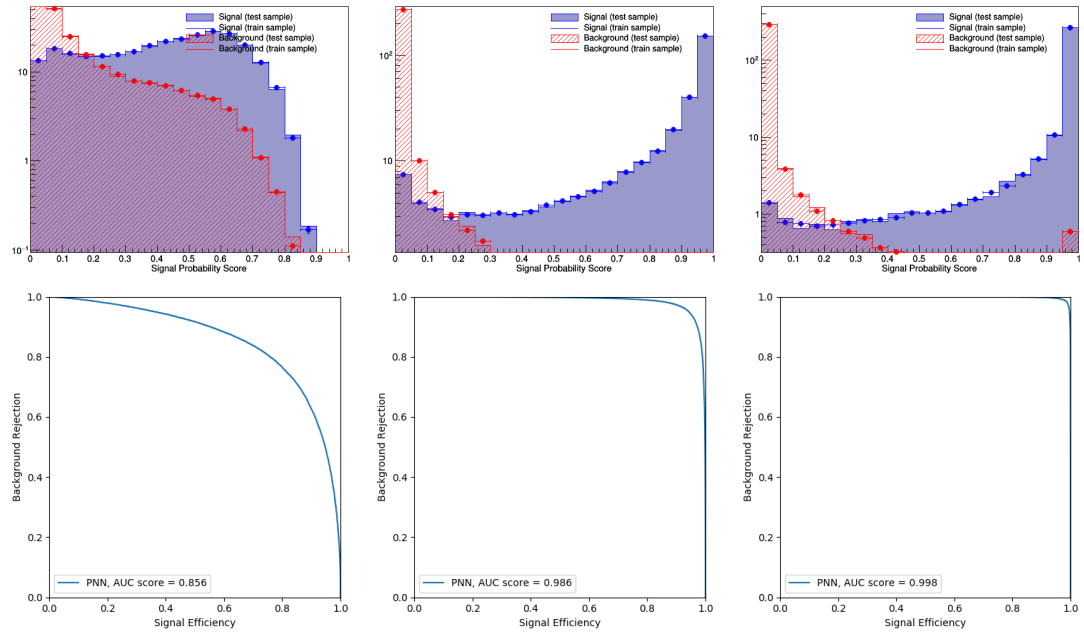 Signal (test sample)
Signal (train sample)
Background (test sample)
Background (train sample)
10
1
10⁻¹
0 0.1 0.2 0.3 0.4 0.5 0.6 0.7 0.8 0.9 1
Signal Probability Score
Signal (test sample)
Signal (train sample)
Background (test sample)
Background (train sample)
10²
10
0 0.1 0.2 0.3 0.4 0.5 0.6 0.7 0.8 0.9 1
Signal Probability Score
Signal (test sample)
Signal (train sample)
Background (test sample)
Background (train sample)
10²
10
1
0 0.1 0.2 0.3 0.4 0.5 0.6 0.7 0.8 0.9 1
Signal Probability Score
1.0
0.8
0.6
0.4
0.2
0.0
Background Rejection
PNN, AUC score = 0.856
0.0 0.2 0.4 0.6 0.8 1.0
Signal Efficiency
1.0
0.8
0.6
0.4
0.2
0.0
Background Rejection
PNN, AUC score = 0.986
0.0 0.2 0.4 0.6 0.8 1.0
Signal Efficiency
1.0
0.8
0.6
0.4
0.2
0.0
Background Rejection
PNN, AUC score = 0.998
0.0 0.2 0.4 0.6 0.8 1.0
Signal Efficiency